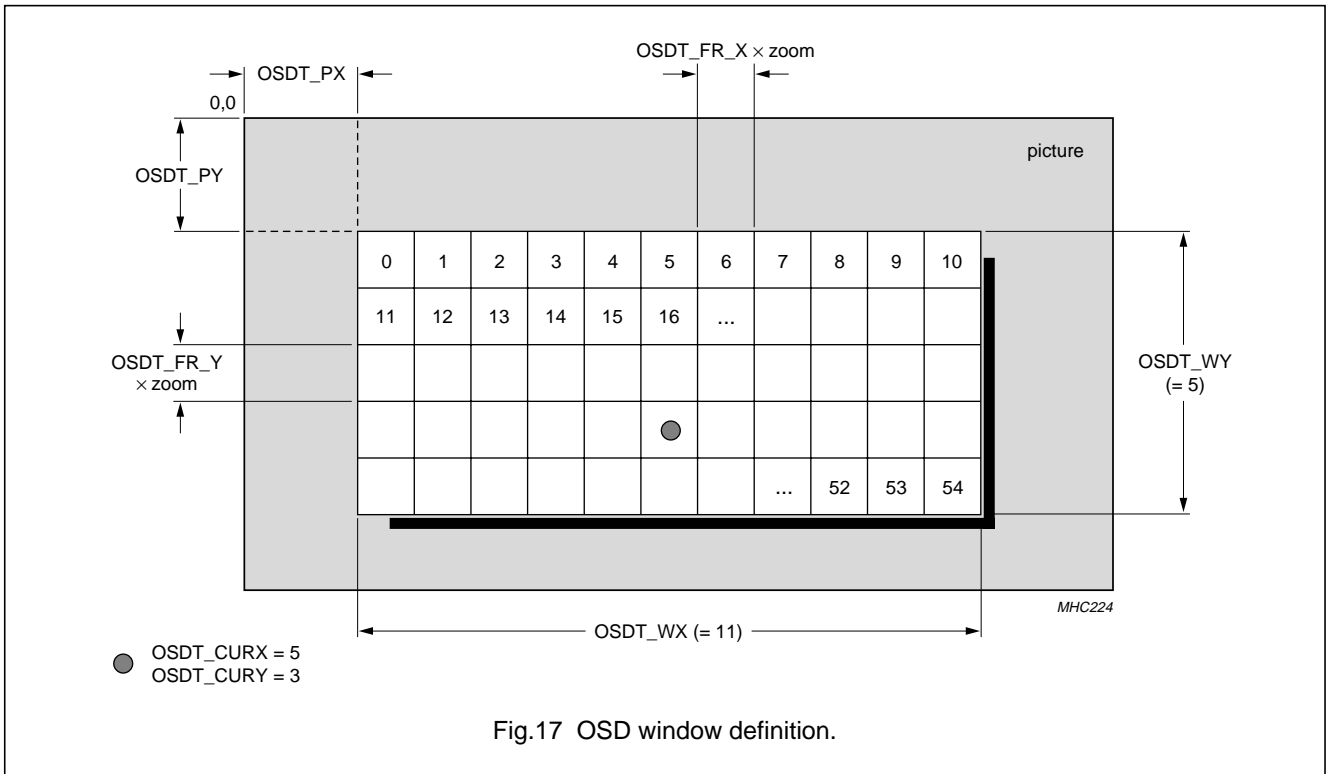 OSDT_FR_X × zoom
OSDT_PX
0,0
picture
OSDT_PY
0 1 2 3 4 5 6 7 8 9 10
11 12 13 14 15 16 ...
OSDT_FR_Y
× zoom
OSDT_WY
(= 5)
... 52 53 54
MHC224
OSDT_WX (= 11)
OSDT_CURX = 5
OSDT_CURY = 3
Fig.17 OSD window definition.